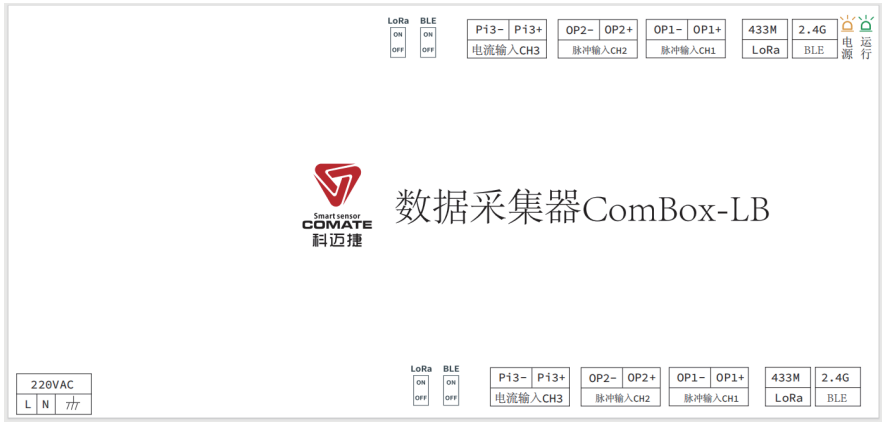 LoRa BLE
ON ON
OFF OFF
Pi3- Pi3+ OP2- OP2+ OP1- OP1+ 433M 2.4G
电流输入CH3 脉冲输入CH2 脉冲输入CH1 LoRa BLE
电源 运行
Smart sensor
COMATE
科迈捷
数据采集器ComBox-LB
LoRa BLE
ON ON
OFF OFF
Pi3- Pi3+ OP2- OP2+ OP1- OP1+ 433M 2.4G
电流输入CH3 脉冲输入CH2 脉冲输入CH1 LoRa BLE
220VAC
L N